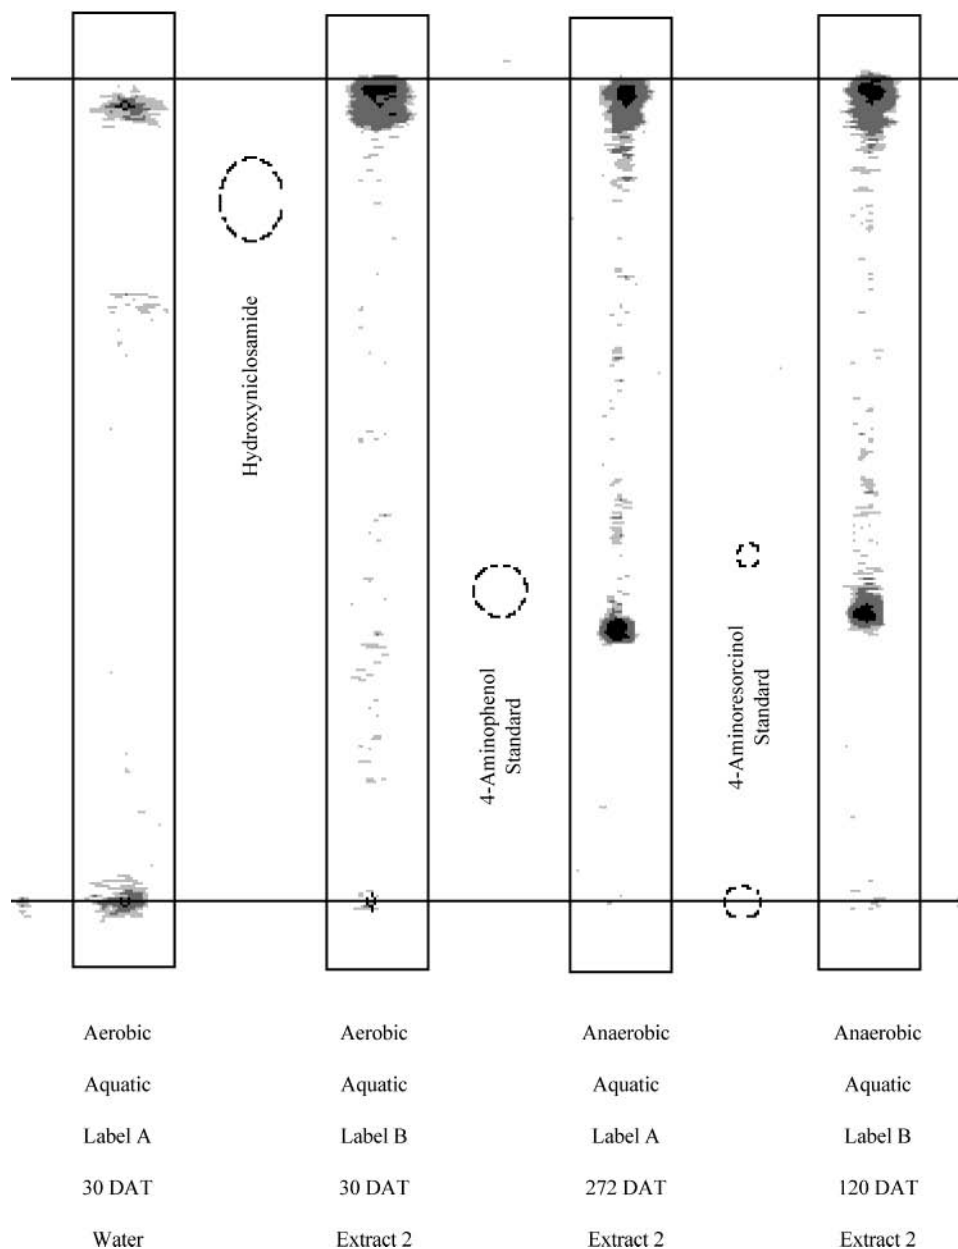 Hydroxyniclosamide
4-Aminophenol
Standard
4-Aminoresorcinol
Standard
Aerobic
Aquatic
Label A
30 DAT
Water
Aerobic
Aquatic
Label B
30 DAT
Extract 2
Anaerobic
Aquatic
Label A
272 DAT
Extract 2
Anaerobic
Aquatic
Label B
120 DAT
Extract 2